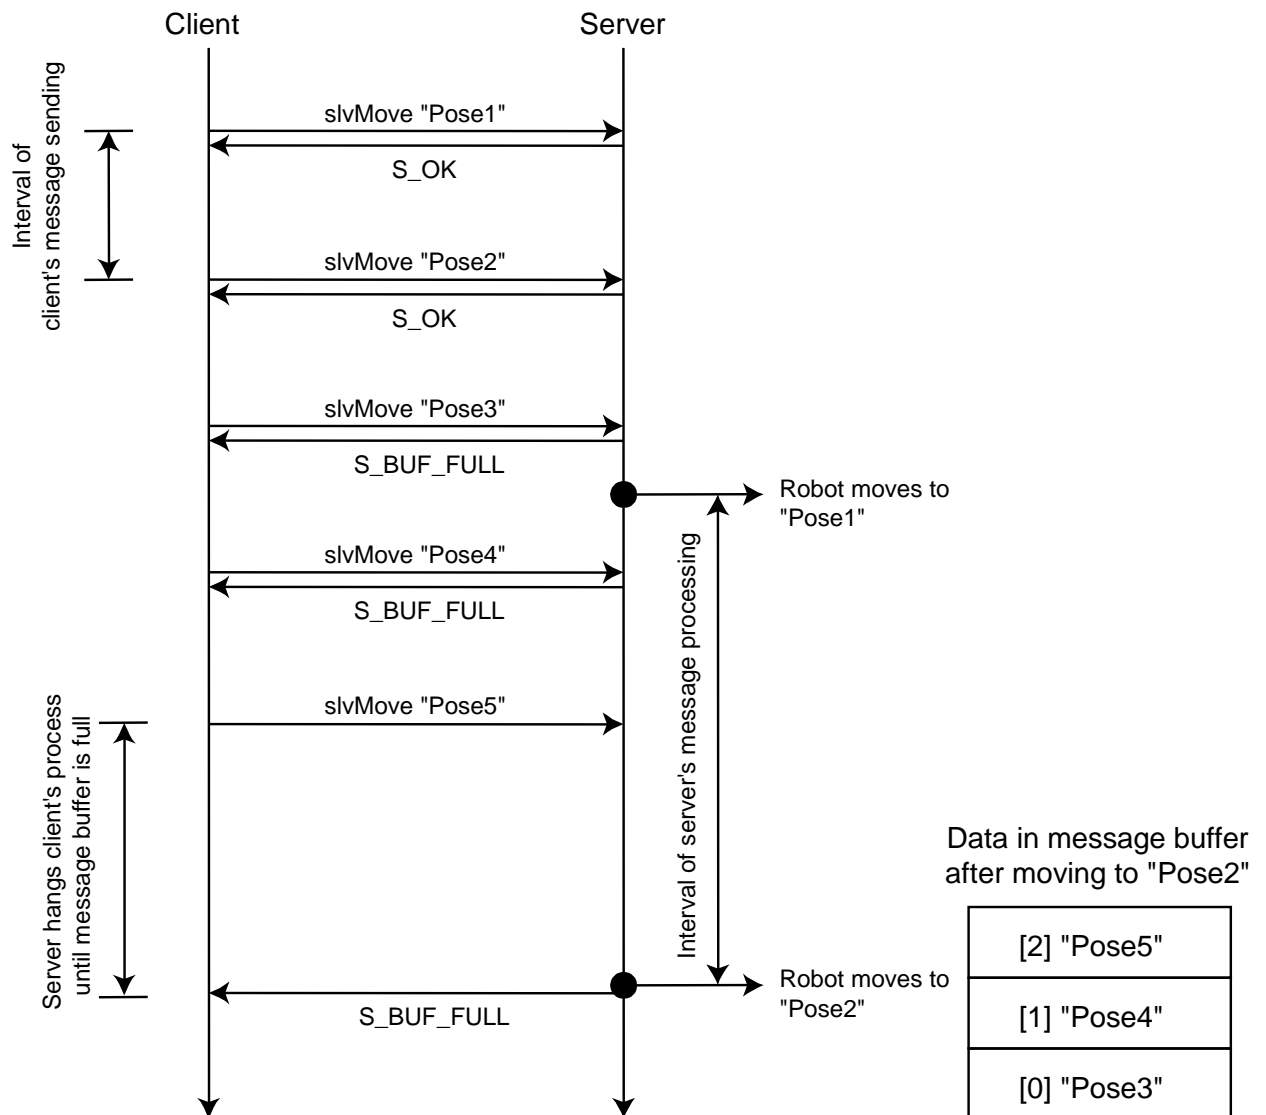 Client
Server
slvMove "Pose1"
S_OK
Interval of
client's message sending
slvMove "Pose2"
S_OK
slvMove "Pose3"
S_BUF_FULL
Robot moves to
"Pose1"
slvMove "Pose4"
S_BUF_FULL
Interval of server's message processing
slvMove "Pose5"
Server hangs client's process
until message buffer is full
Robot moves to
"Pose2"
S_BUF_FULL
Data in message buffer
after moving to "Pose2"
[2] "Pose5"
[1] "Pose4"
[0] "Pose3"